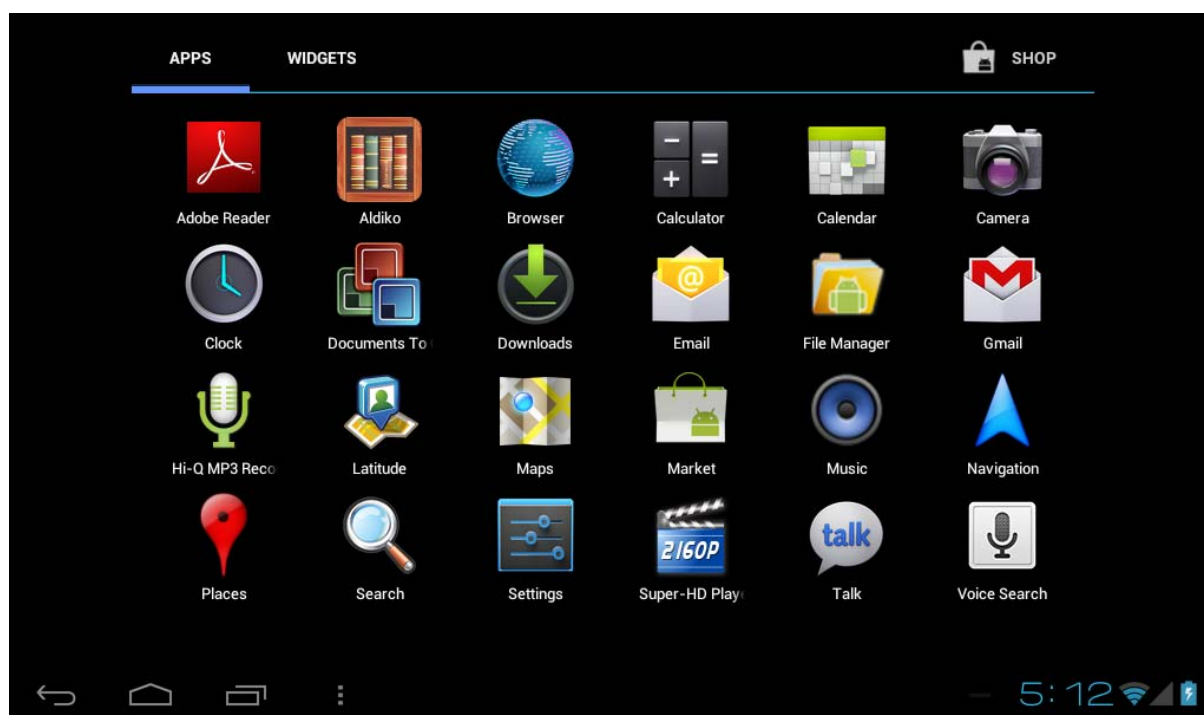 APPS WIDGETS SHOP
Adobe Reader Aldiko Browser Calculator Calendar Camera
Clock Documents To Downloads Email File Manager Gmail
Hi-Q MP3 Reco Latitude Maps Market Music Navigation
2160P talk
Places Search Settings Super-HD Playe Talk Voice Search
5:12